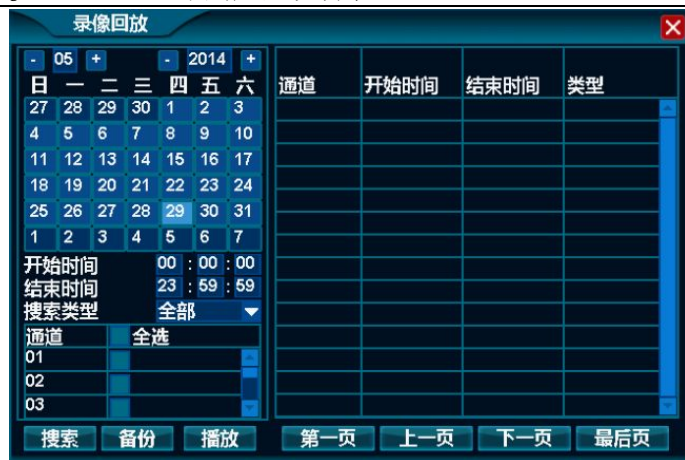 录像回放
- 05 + - 2014 +
日 一 二 三 四 五 六
27 28 29 30 1 2 3
4 5 6 7 8 9 10
11 12 13 14 15 16 17
18 19 20 21 22 23 24
25 26 27 28 29 30 31
1 2 3 4 5 6 7
开始时间 00 : 00 : 00
结束时间 23 : 59 : 59
搜索类型 全部
通道 全选
01
02
03
搜索 备份 播放
通道 开始时间 结束时间 类型
第一页 上一页 下一页 最后页